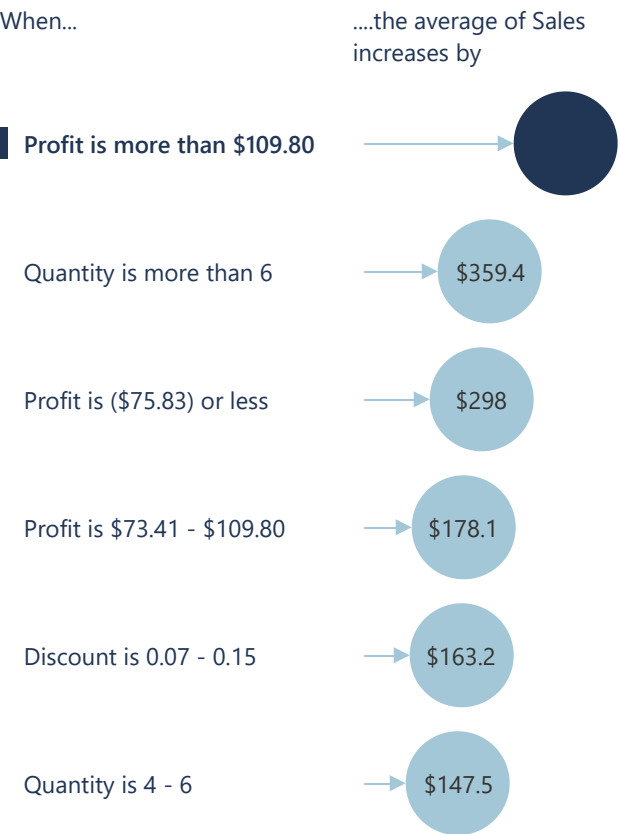 When...
....the average of Sales
increases by
Profit is more than $109.80
Quantity is more than 6
$359.4
Profit is ($75.83) or less
$298
Profit is $73.41 - $109.80
$178.1
Discount is 0.07 - 0.15
$163.2
Quantity is 4 - 6
$147.5